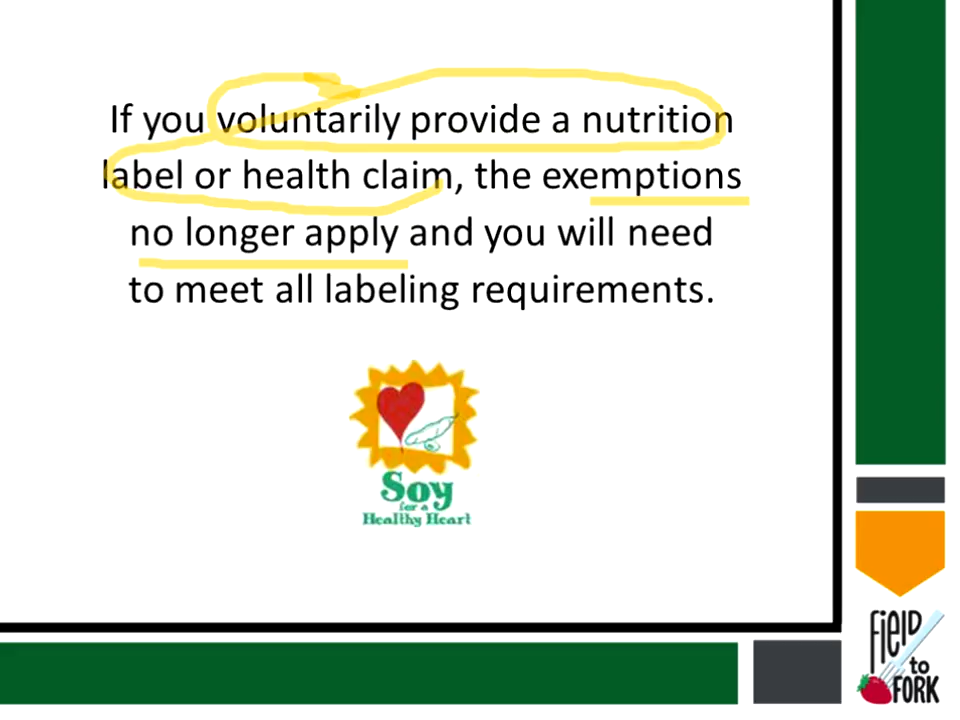 If you voluntarily provide a nutrition
label or health claim, the exemptions
no longer apply and you will need
to meet all labeling requirements.
Soy
for a
Healthy Heart
FielD
to
FORK